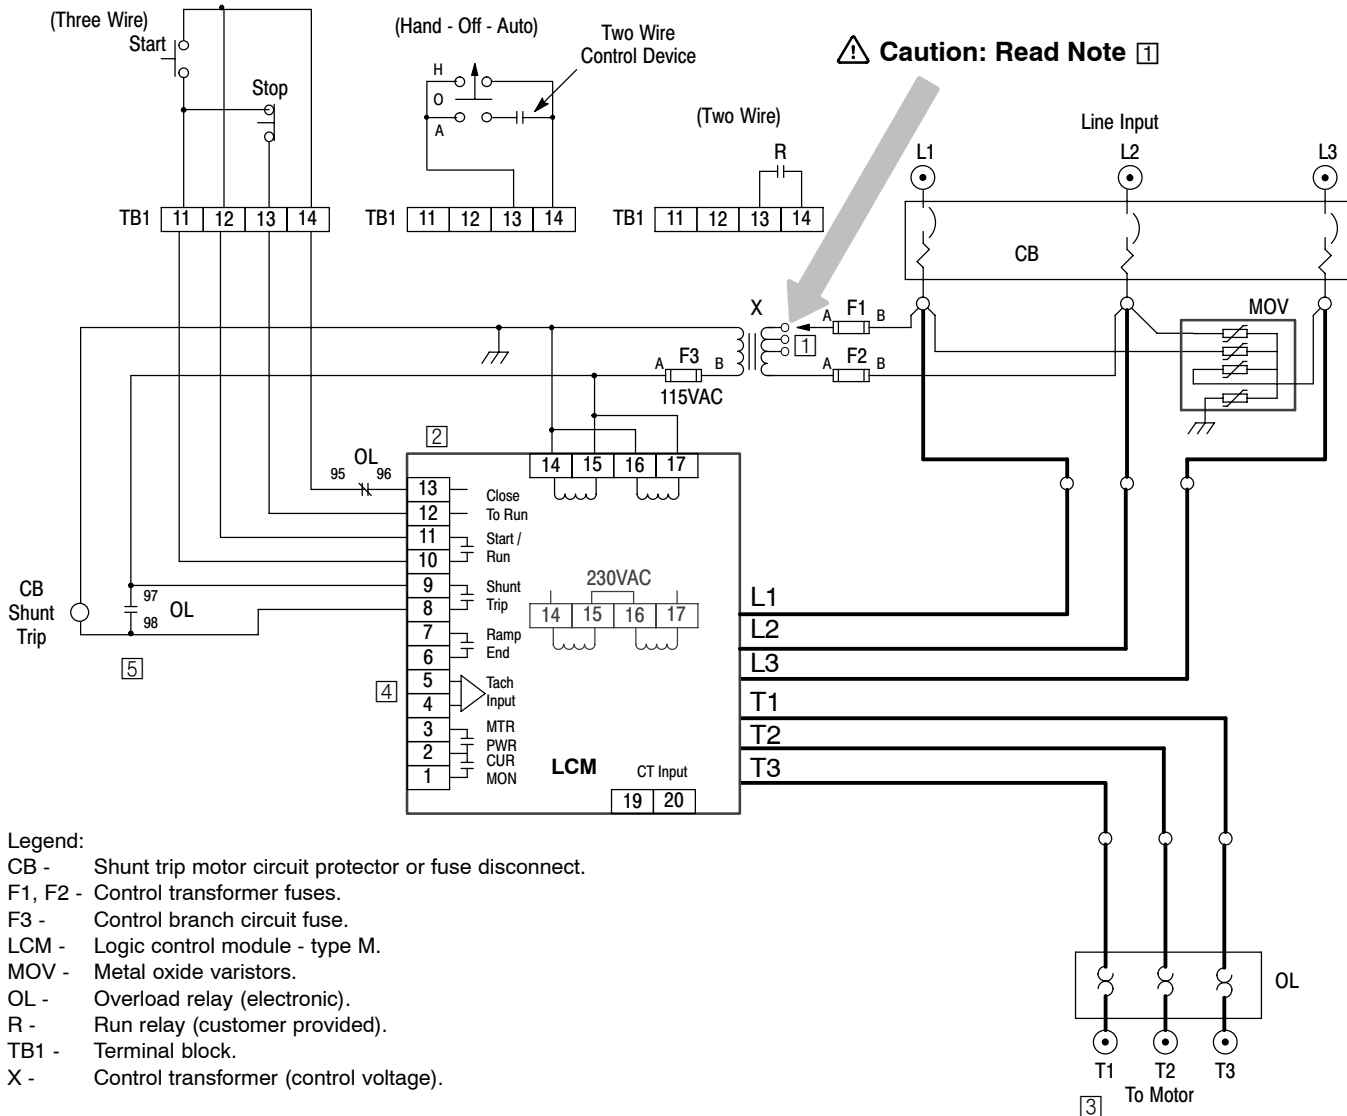 (Three Wire)
Start
Stop
TB1 11 12 13 14
(Hand - Off - Auto)
H
O
A
Two Wire
Control Device
TB1 11 12 13 14
(Two Wire)
R
TB1 11 12 13 14
⚠ Caution: Read Note 1
Line Input
L1 L2 L3
CB
MOV
X
1
A F1 B
A F2 B
A F3 B
115VAC
2
OL
95 96
14 15 16 17
13 Close
12 To Run
11 Start /
10 Run
9 Shunt
8 Trip
7 Ramp
6 End
5 Tach
4 Input
3 MTR
PWR
2 CUR
1 MON
230VAC
14 15 16 17
LCM
CT Input
19 20
CB
Shunt
Trip
97
98
OL
5
4
L1
L2
L3
T1
T2
T3
OL
T1 T2 T3
To Motor
3
Legend:
CB - Shunt trip motor circuit protector or fuse disconnect.
F1, F2 - Control transformer fuses.
F3 - Control branch circuit fuse.
LCM - Logic control module - type M.
MOV - Metal oxide varistors.
OL - Overload relay (electronic).
R - Run relay (customer provided).
TB1 - Terminal block.
X - Control transformer (control voltage).